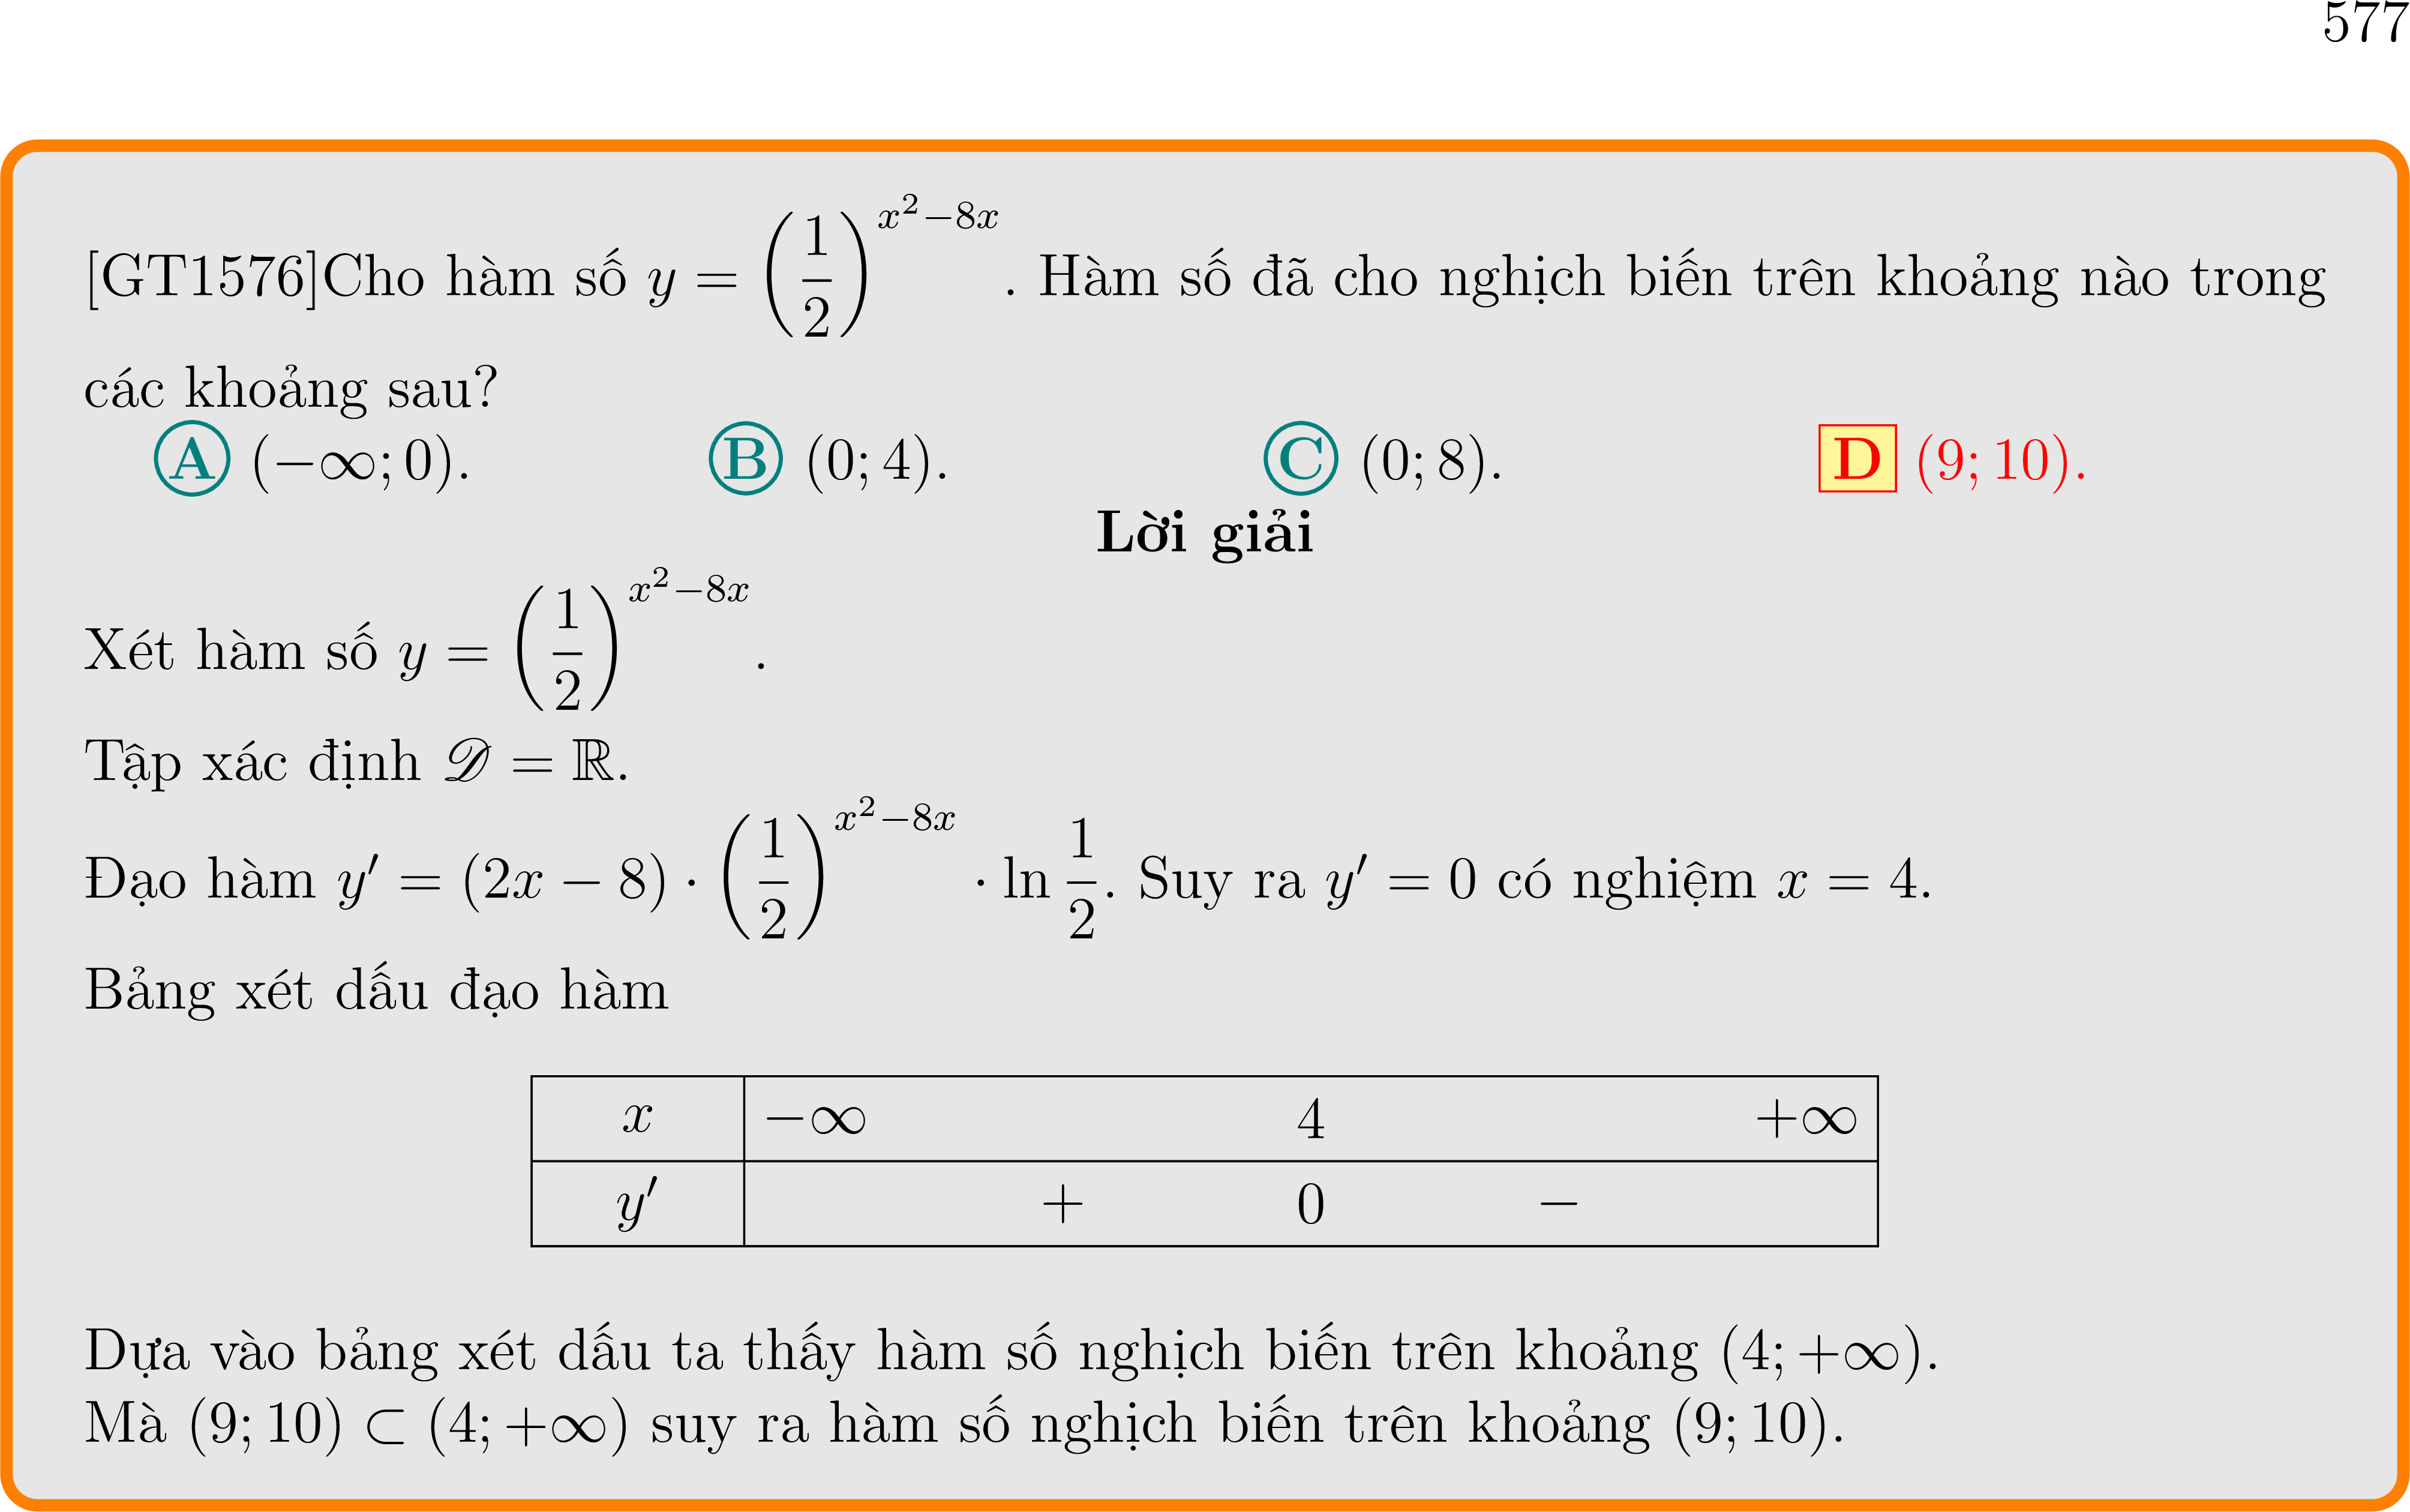 577
[GT1576]Cho hàm số $y = \left(\dfrac{1}{2}\right)^{x^2-8x}$. Hàm số đã cho nghịch biến trên khoảng nào trong
các khoảng sau?
A $(-\infty; 0)$. B $(0; 4)$. C $(0; 8)$. D $(9; 10)$.
Lời giải
Xét hàm số $y = \left(\dfrac{1}{2}\right)^{x^2-8x}$.
Tập xác định $\mathscr{D} = \mathbb{R}$.
Đạo hàm $y' = (2x - 8) \cdot \left(\dfrac{1}{2}\right)^{x^2-8x} \cdot \ln \dfrac{1}{2}$. Suy ra $y' = 0$ có nghiệm $x = 4$.
Bảng xét dấu đạo hàm
$x$ $-\infty$ $4$ $+\infty$
$y'$ $+$ $0$ $-$
Dựa vào bảng xét dấu ta thấy hàm số nghịch biến trên khoảng $(4; +\infty)$.
Mà $(9; 10) \subset (4; +\infty)$ suy ra hàm số nghịch biến trên khoảng $(9; 10)$.